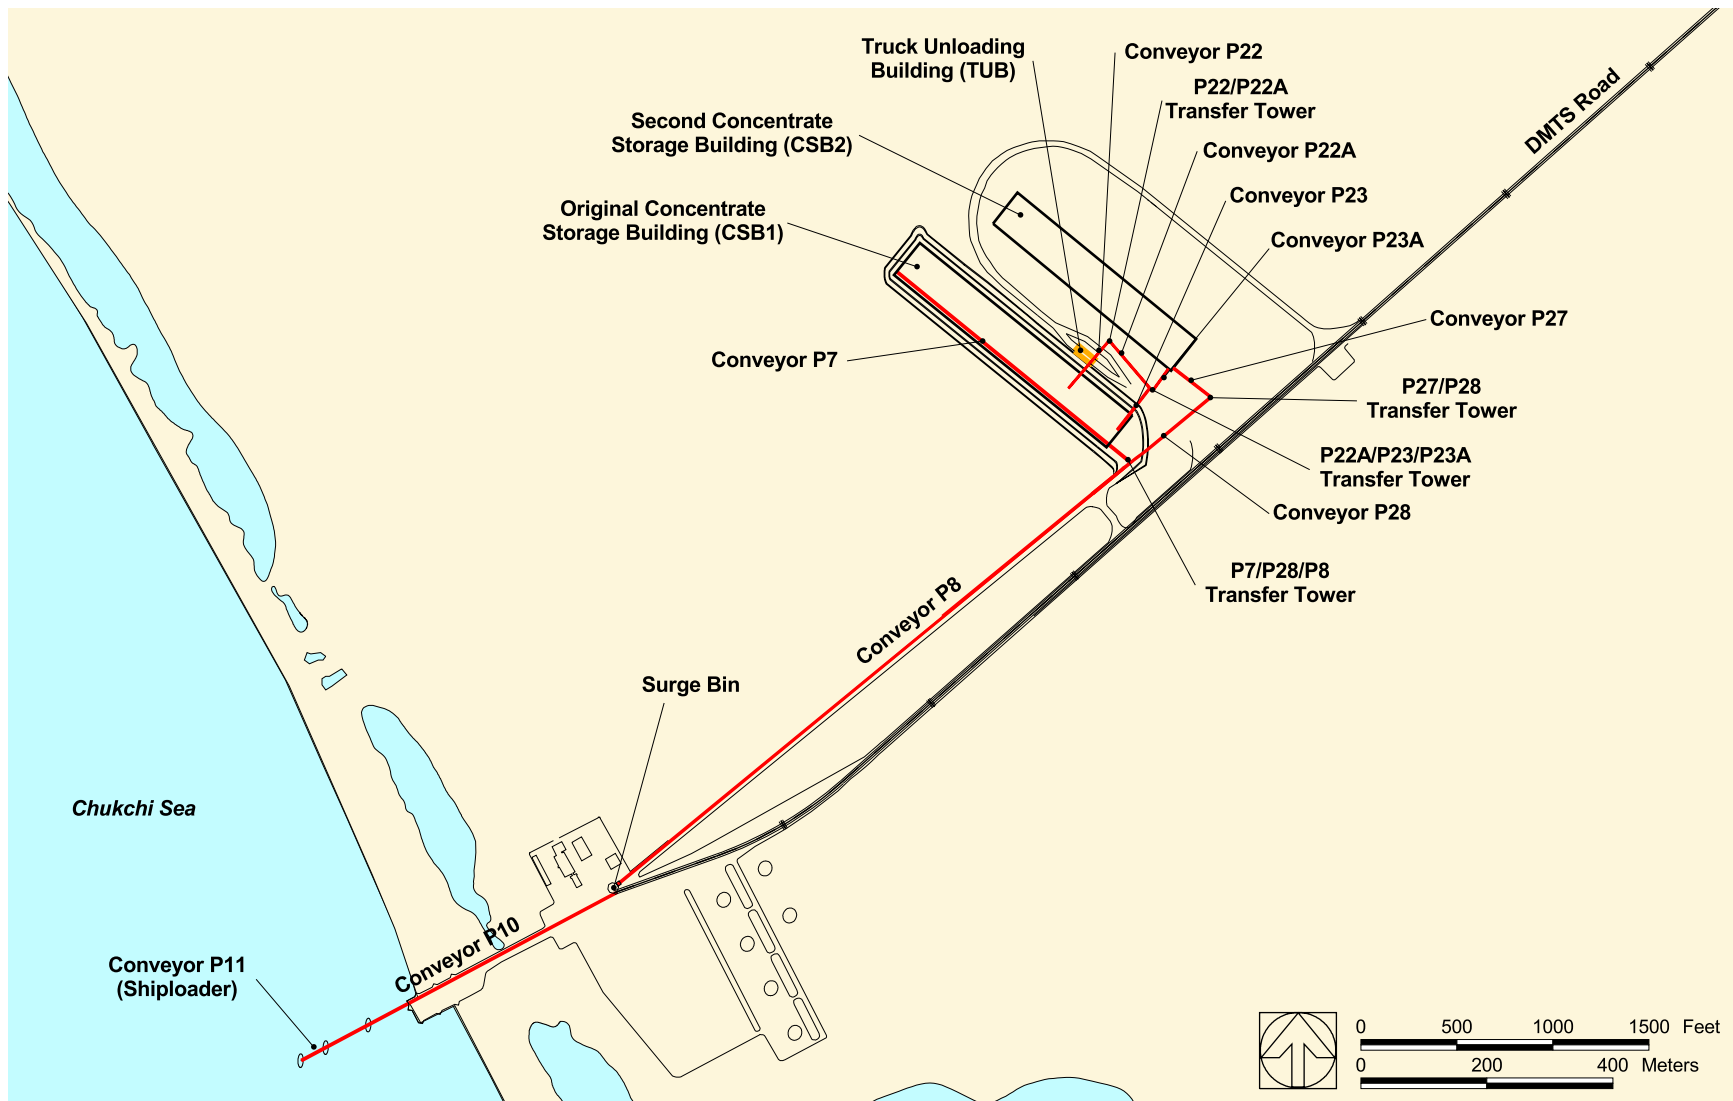 Truck Unloading
Building (TUB)
Conveyor P22
P22/P22A
Transfer Tower
DMTS Road
Second Concentrate
Storage Building (CSB2)
Conveyor P22A
Conveyor P23
Original Concentrate
Storage Building (CSB1)
Conveyor P23A
Conveyor P27
Conveyor P7
P27/P28
Transfer Tower
P22A/P23/P23A
Transfer Tower
Conveyor P28
P7/P28/P8
Transfer Tower
Conveyor P8
Surge Bin
Chukchi Sea
Conveyor P10
Conveyor P11
(Shiploader)
0 500 1000 1500 Feet
0 200 400 Meters